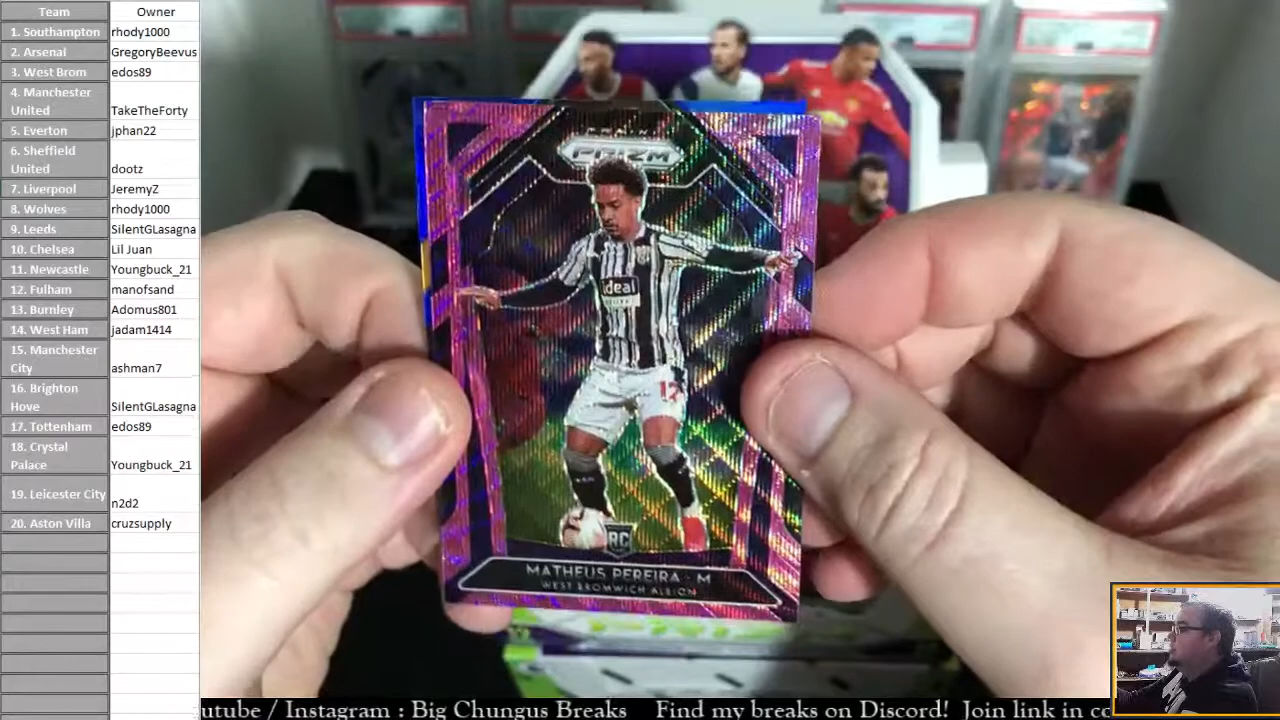 Team Owner
1. Southampton rhody1000
2. Arsenal GregoryBeevus
3. West Brom edos89
4. Manchester
United TakeTheForty
5. Everton jphan22
6. Sheffield
United dootz
7. Liverpool JeremyZ
8. Wolves rhody1000
9. Leeds SilentGLasagna
10. Chelsea Lil Juan
11. Newcastle Youngbuck_21
12. Fulham manofsand
13. Burnley Adomus801
14. West Ham jadam1414
15. Manchester
City ashman7
16. Brighton
Hove SilentGLasagna
17. Tottenham edos89
18. Crystal
Palace Youngbuck_21
19. Leicester City n2d2
20. Aston Villa cruzsupply
PANINI
PRIZM
ideal
12
RC
MATHEUS PEREIRA - M
WEST BROMWICH ALBION
utube / Instagram : Big Chungus Breaks Find my breaks on Discord! Join link in co